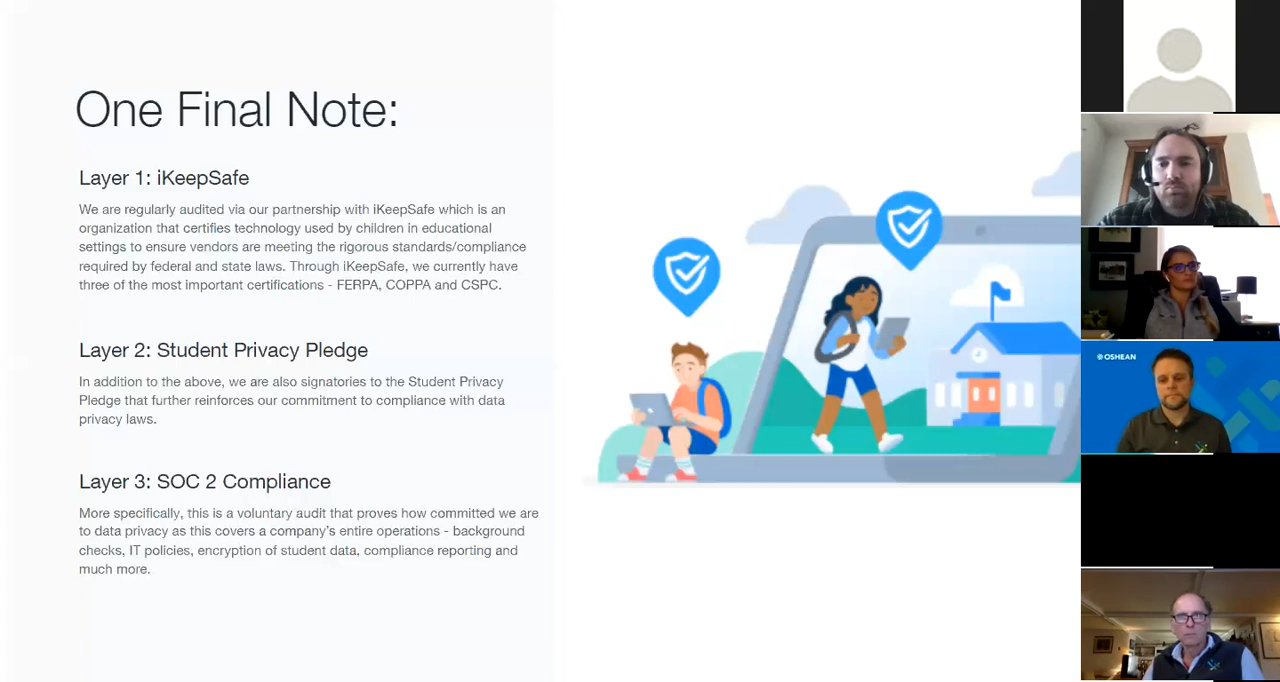 One Final Note:
Layer 1: iKeepSafe
We are regularly audited via our partnership with iKeepSafe which is an
organization that certifies technology used by children in educational
settings to ensure vendors are meeting the rigorous standards/compliance
required by federal and state laws. Through iKeepSafe, we currently have
three of the most important certifications - FERPA, COPPA and CSPC.
Layer 2: Student Privacy Pledge
In addition to the above, we are also signatories to the Student Privacy
Pledge that further reinforces our commitment to compliance with data
privacy laws.
Layer 3: SOC 2 Compliance
More specifically, this is a voluntary audit that proves how committed we are
to data privacy as this covers a company's entire operations - background
checks, IT policies, encryption of student data, compliance reporting and
much more.
OSHEAN